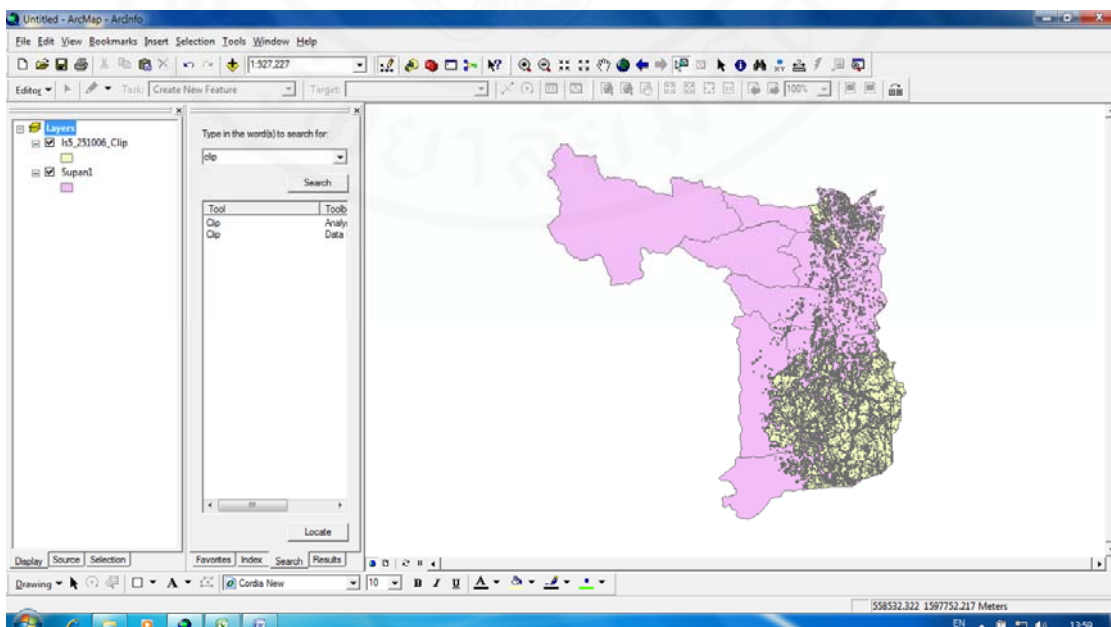 Untitled - ArcMap - ArcInfo
File Edit View Bookmarks Insert Selection Tools Window Help
1:927,227
Editor Task: Create New Feature Target: 100%
Layers
ls5_251006_Clip
Supan1
Type in the word(s) to search for:
clip
Search
Tool Toolb
Clip Analy
Clip Data
Locate
Display Source Selection
Favorites Index Search Results
Drawing A Cordia New 10 B I U A
558532.322 1597752.217 Meters
EN 13:59